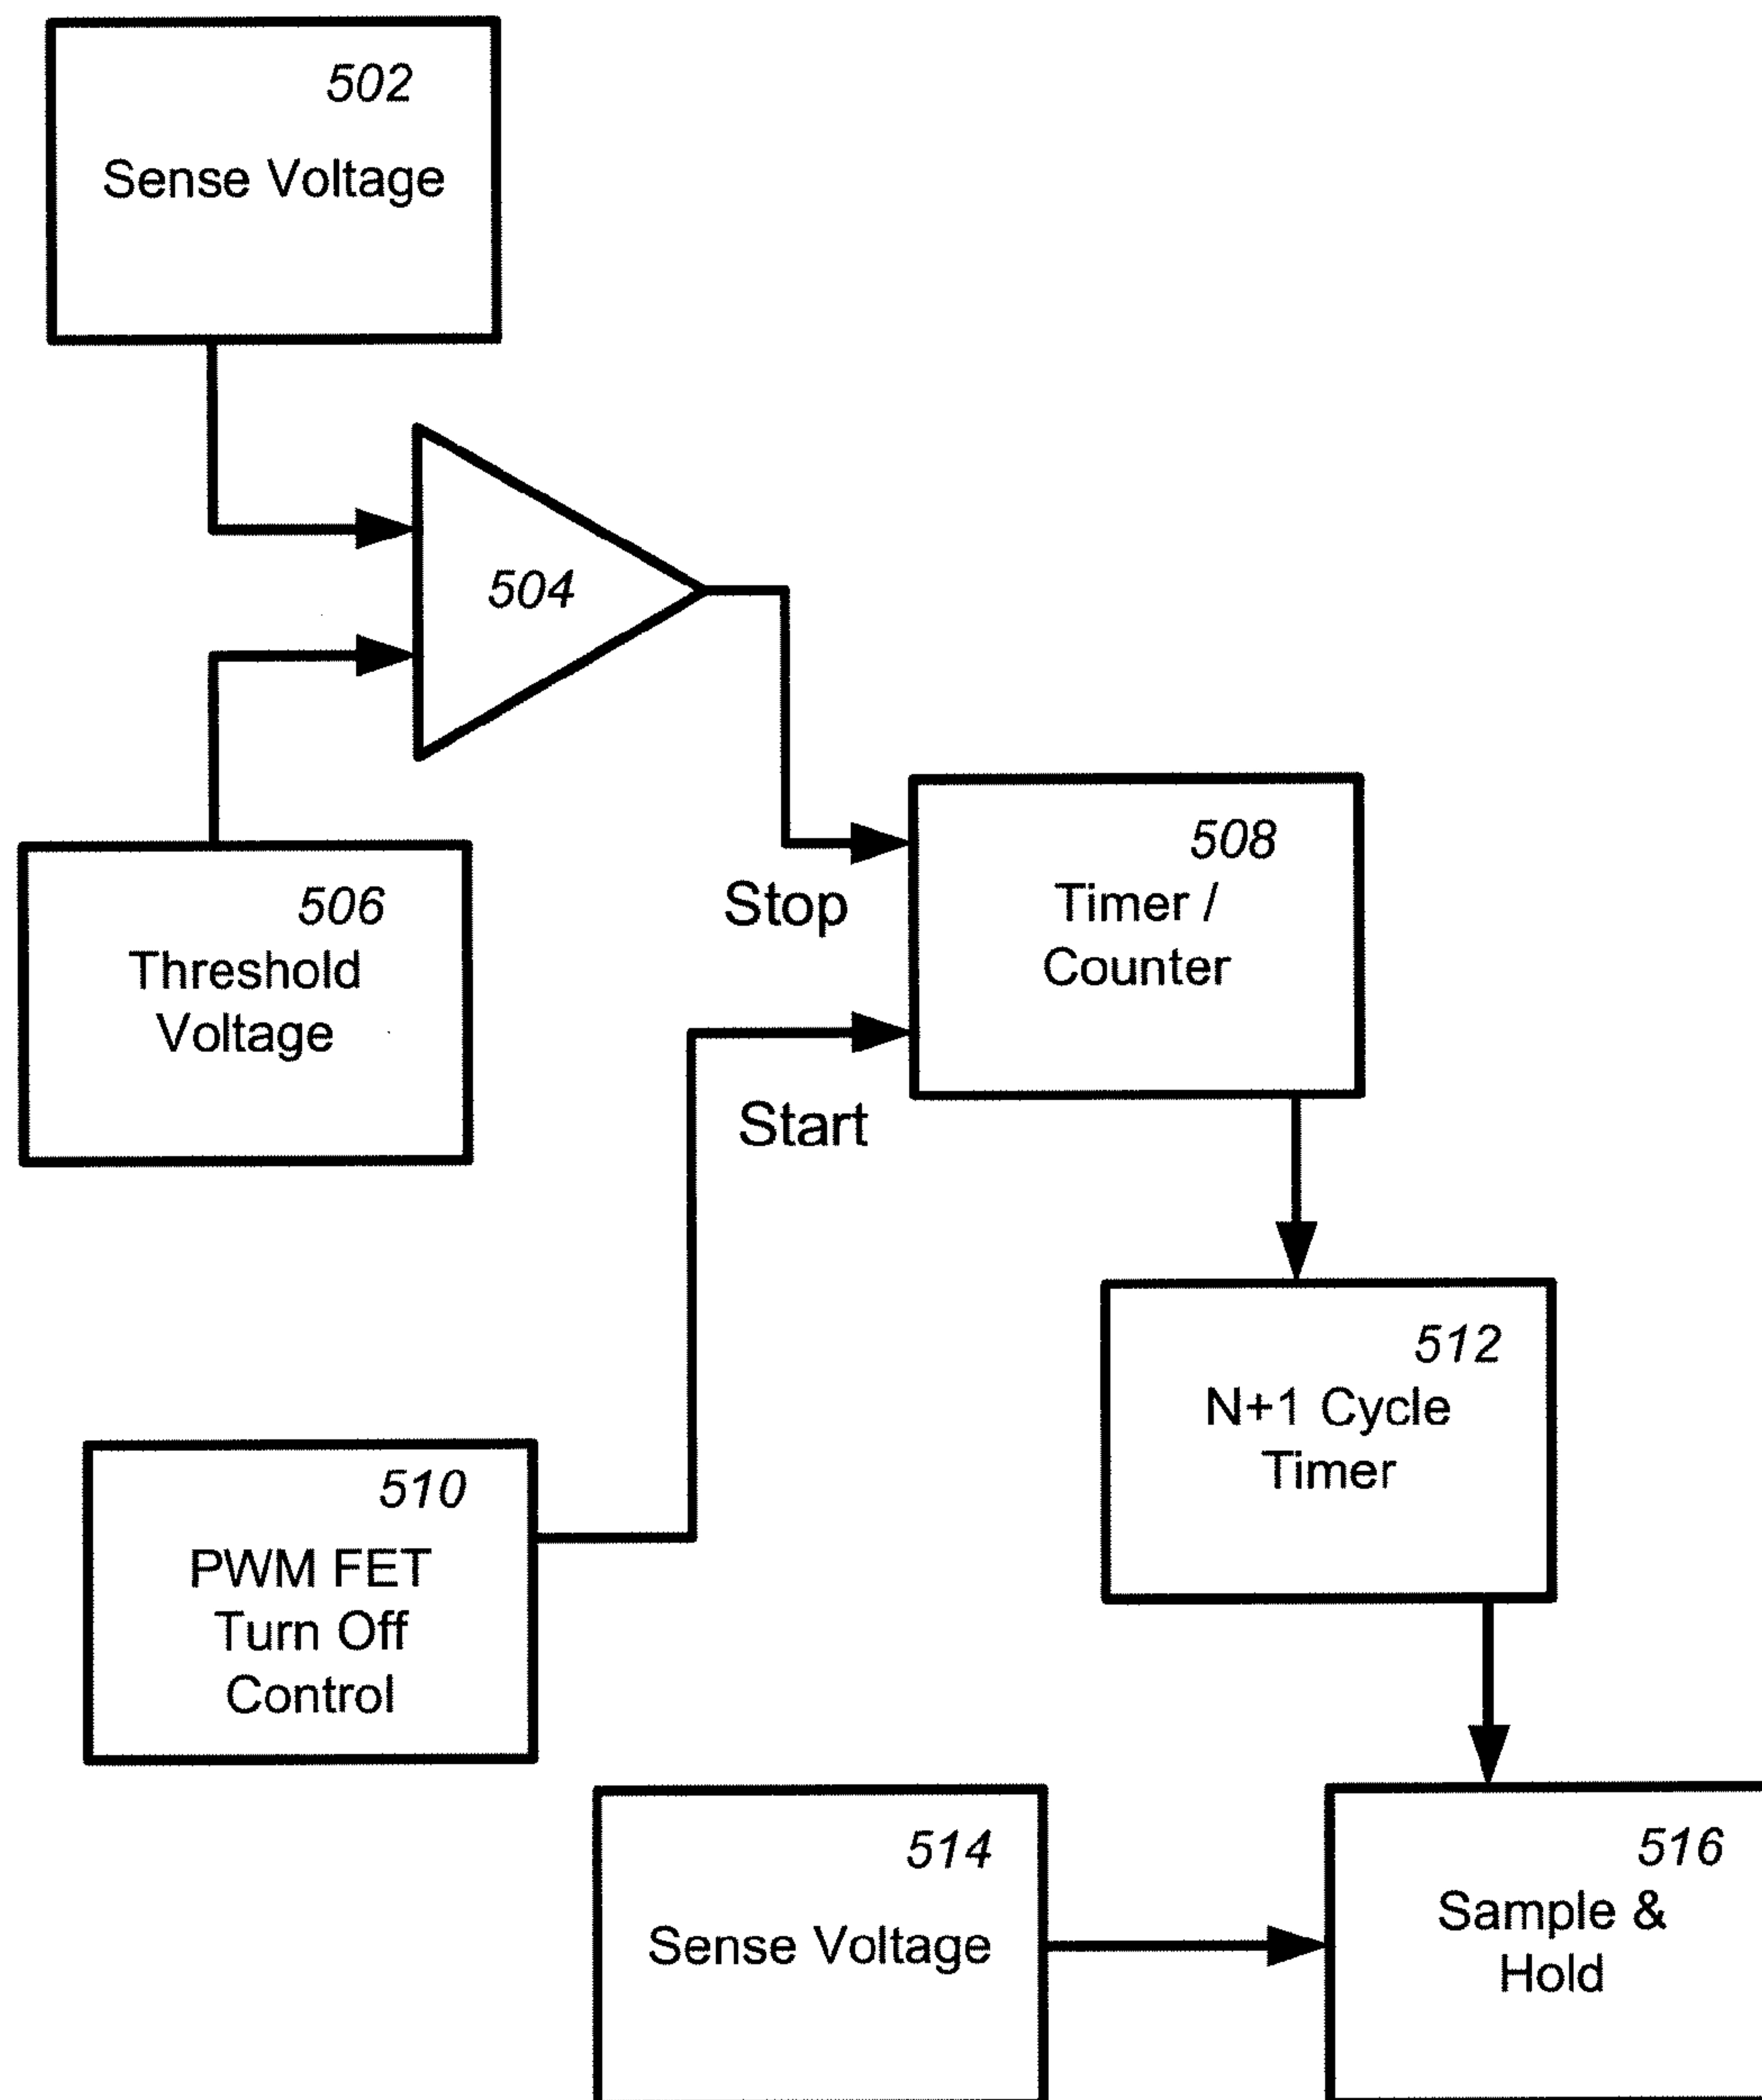 502
Sense Voltage
504
506
Threshold
Voltage
Stop
508
Timer /
Counter
Start
510
PWM FET
Turn Off
Control
512
N+1 Cycle
Timer
514
Sense Voltage
516
Sample &
Hold